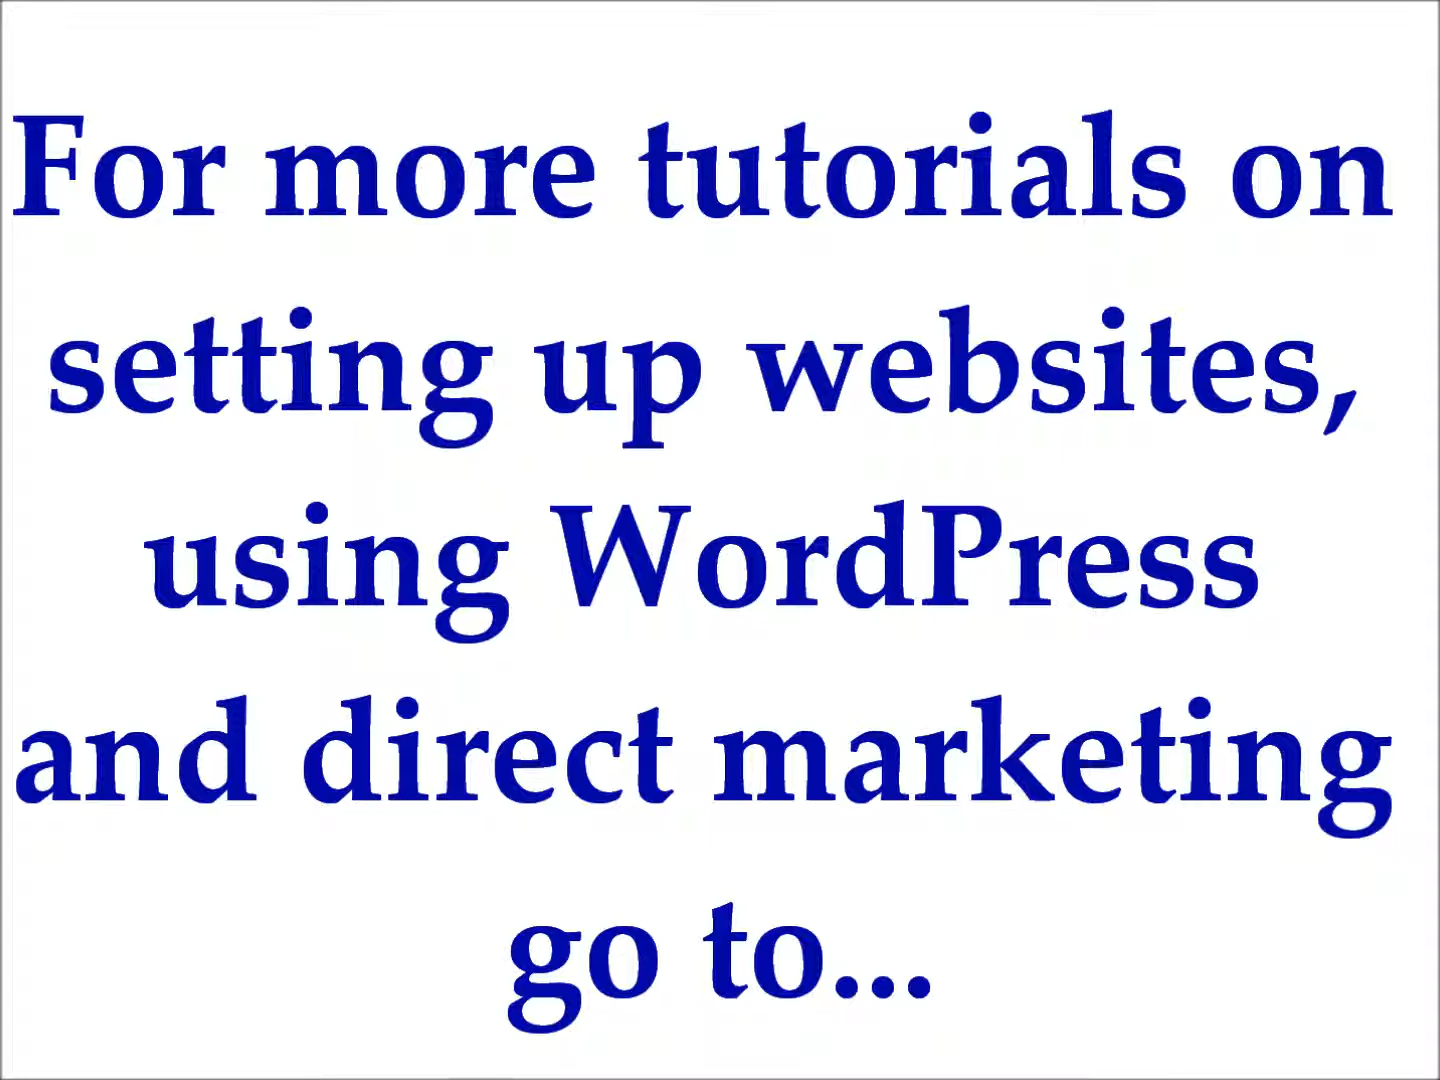 For more tutorials on
setting up websites,
using WordPress
and direct marketing
go to...